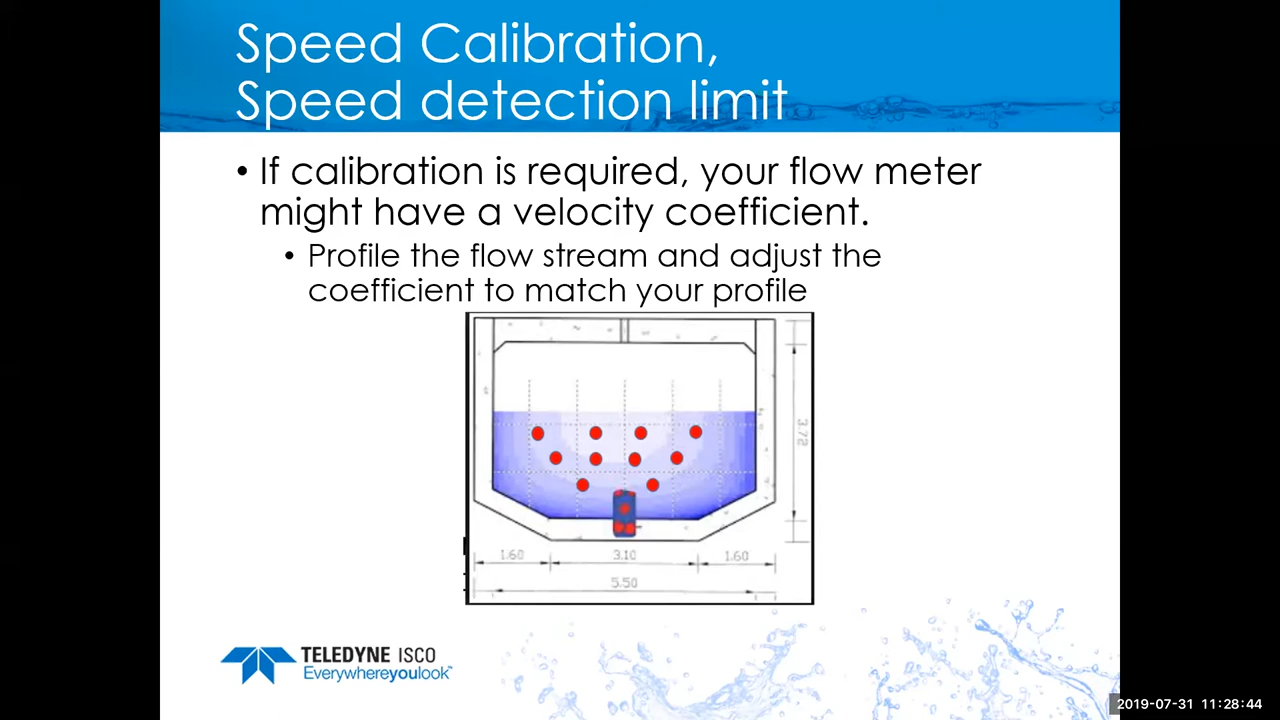 Speed Calibration,
Speed detection limit
• If calibration is required, your flow meter
might have a velocity coefficient.
• Profile the flow stream and adjust the
coefficient to match your profile
3.78
1.60 3.10 1.60
5.50
TELEDYNE ISCO
Everywhereyoulook™
2019-07-31 11:28:44